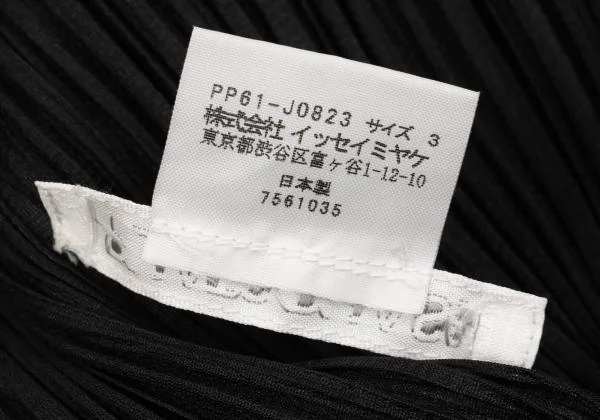 PP61-J0823 サイズ 3
株式会社 イッセイミヤケ
東京都渋谷区富ヶ谷1-12-10
日本製
7561035